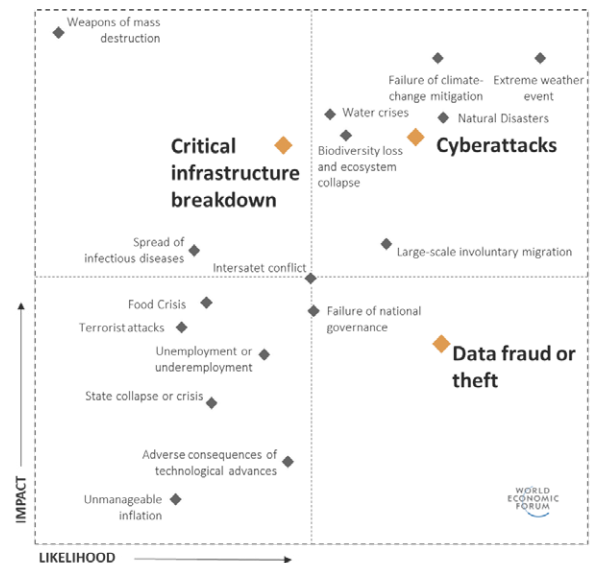 Weapons of mass
destruction
Failure of climate-
change mitigation
Extreme weather
event
Water crises
Natural Disasters
Critical
infrastructure
breakdown
Biodiversity loss
and ecosystem
collapse
Cyberattacks
Spread of
infectious diseases
Large-scale involuntary migration
Intersatet conflict
Food Crisis
Failure of national
governance
Terrorist attacks
Unemployment or
underemployment
Data fraud or
theft
State collapse or crisis
Adverse consequences of
technological advances
Unmanageable
inflation
WORLD
ECONOMIC
FORUM
IMPACT
LIKELIHOOD